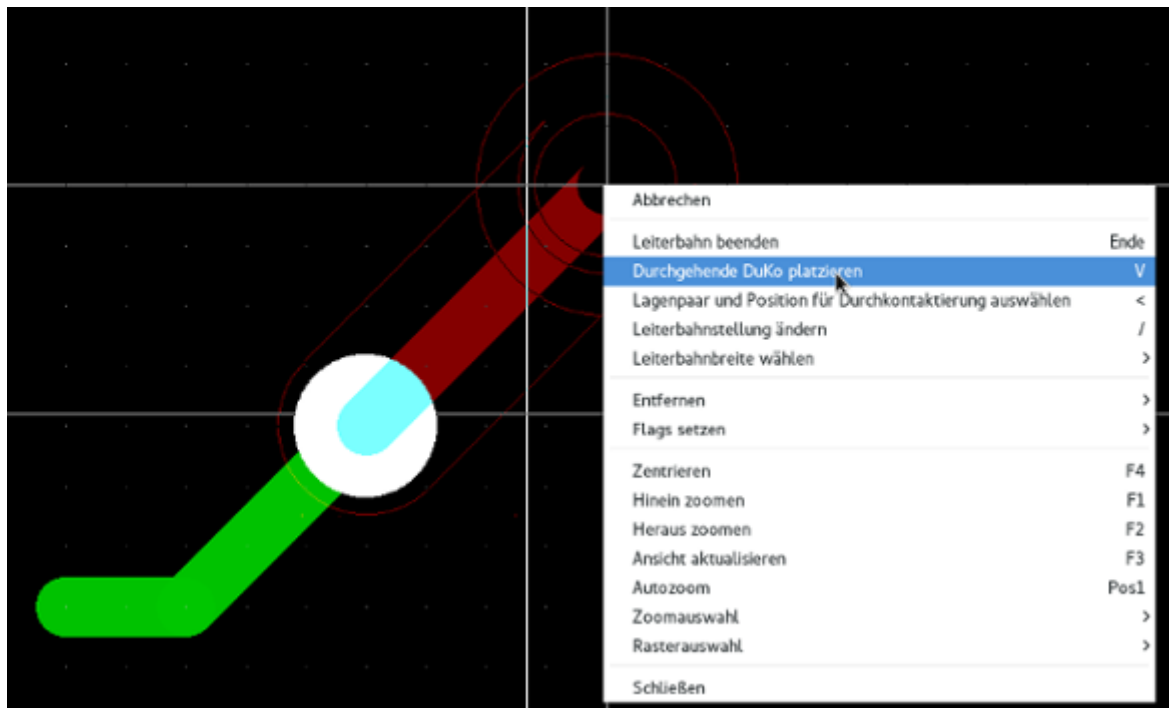 Abbrechen
Leiterbahn beenden Ende
Durchgehende DuKo platzieren V
Lagenpaar und Position für Durchkontaktierung auswählen <
Leiterbahnstellung ändern /
Leiterbahnbreite wählen >
Entfernen >
Flags setzen >
Zentrieren F4
Hinein zoomen F1
Heraus zoomen F2
Ansicht aktualisieren F3
Autozoom Pos1
Zoomauswahl >
Rasterauswahl >
Schließen